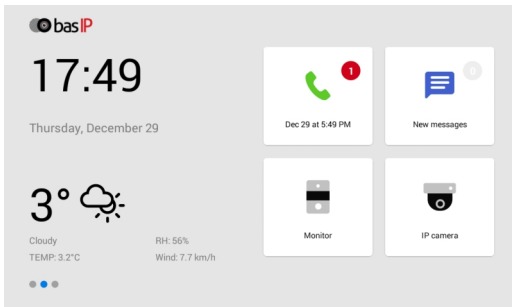 bas IP
17:49
Thursday, December 29
3°
Cloudy
RH: 56%
TEMP: 3.2°C
Wind: 7.7 km/h
1
Dec 29 at 5:49 PM
0
New messages
Monitor
IP camera